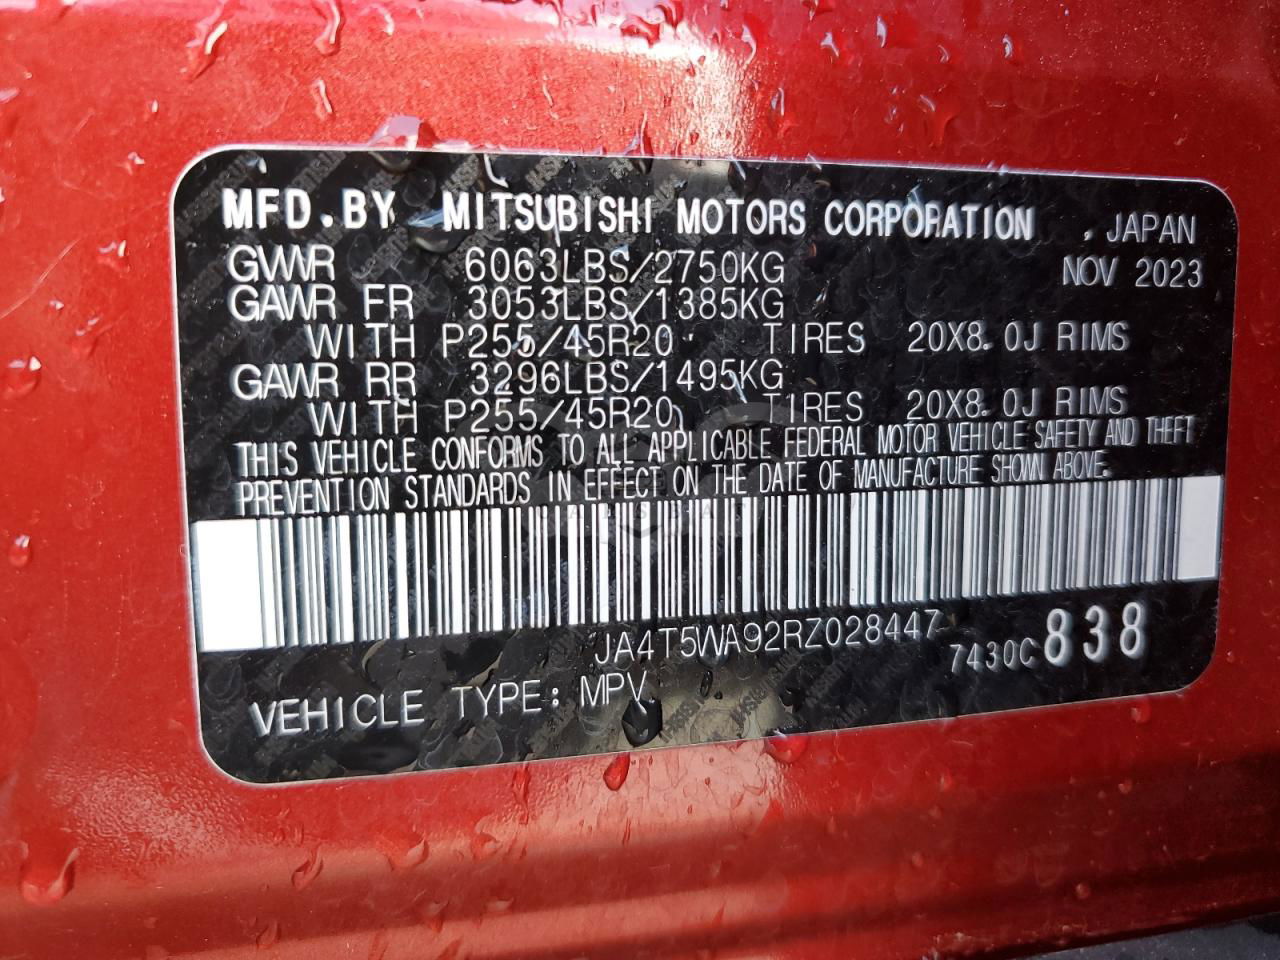 MFD.BY MITSUBISHI MOTORS CORPORATION , JAPAN
GVWR 6063LBS/2750KG NOV 2023
GAWR FR 3053LBS/1385KG
WITH P255/45R20 TIRES 20X8.0J RIMS
GAWR RR 3296LBS/1495KG
WITH P255/45R20 TIRES 20X8.0J RIMS
THIS VEHICLE CONFORMS TO ALL APPLICABLE FEDERAL MOTOR VEHICLE SAFETY AND THEFT
PREVENTION STANDARDS IN EFFECT ON THE DATE OF MANUFACTURE SHOWN ABOVE.
JA4T5WA92RZ028447 7430C 838
VEHICLE TYPE: MPV